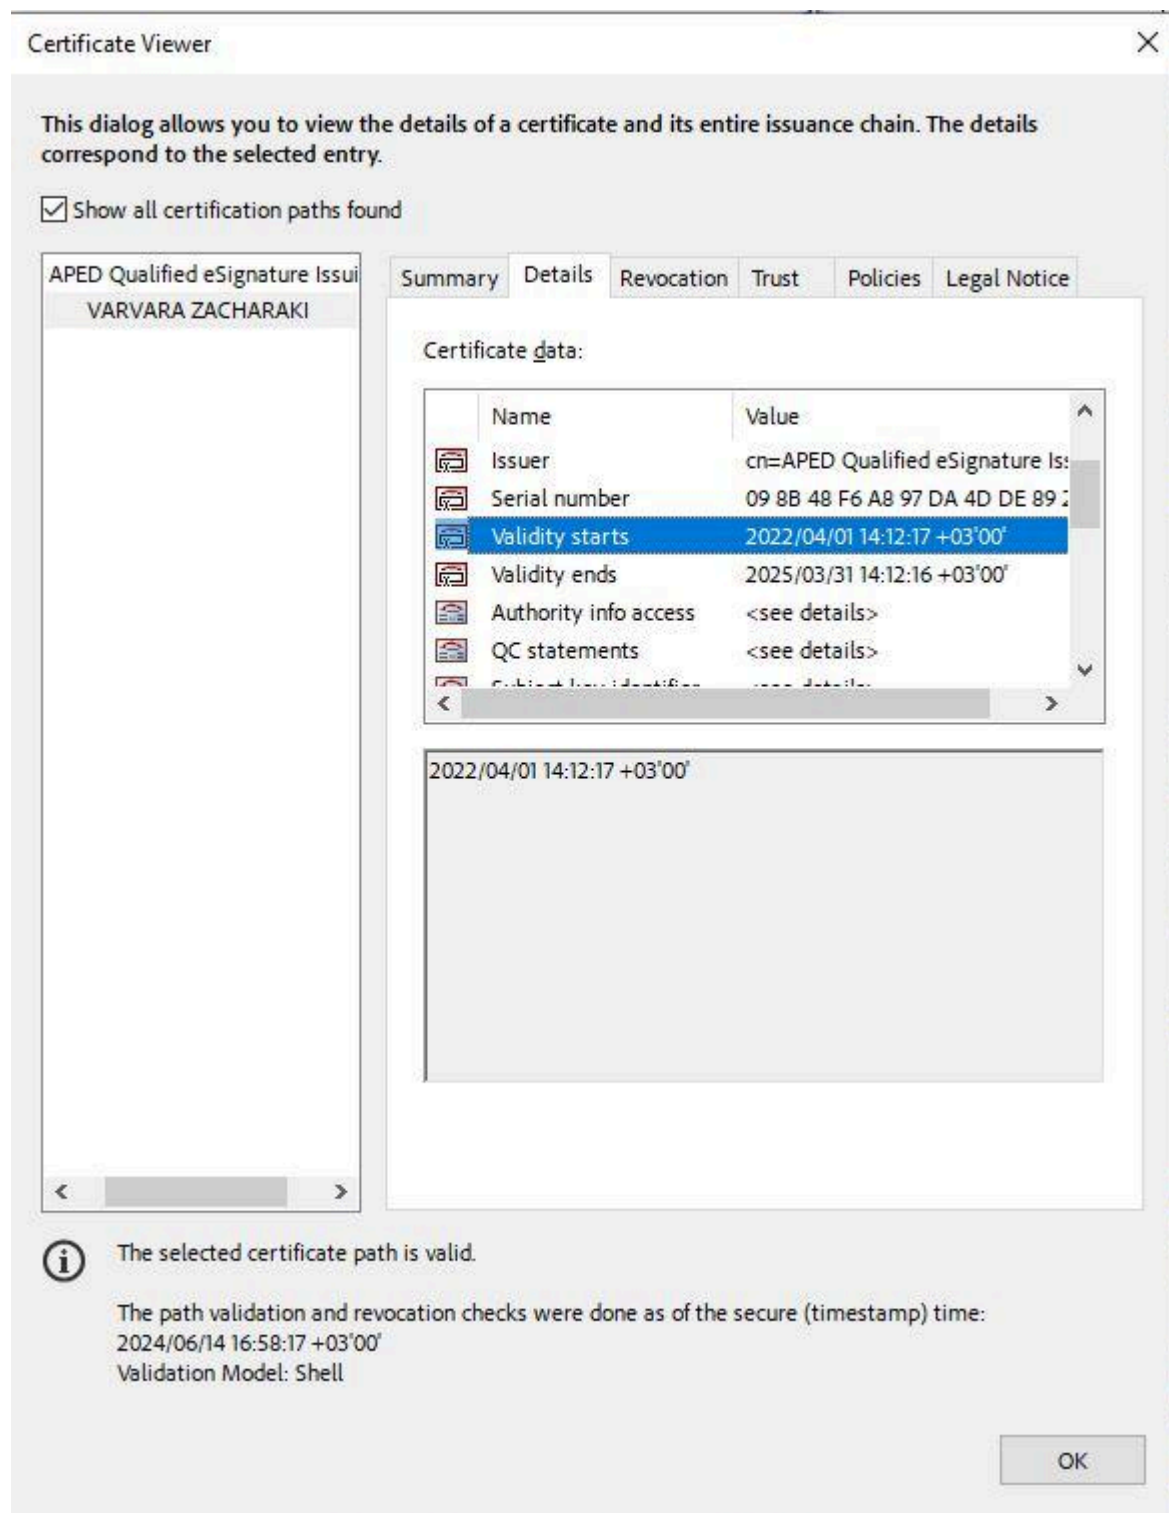 Certificate Viewer
This dialog allows you to view the details of a certificate and its entire issuance chain. The details
correspond to the selected entry.
Show all certification paths found
APED Qualified eSignature Issui
VARVARA ZACHARAKI
Summary Details Revocation Trust Policies Legal Notice
Certificate data:
Name Value
Issuer cn=APED Qualified eSignature Is
Serial number 09 8B 48 F6 A8 97 DA 4D DE 89
Validity starts 2022/04/01 14:12:17 +03'00'
Validity ends 2025/03/31 14:12:16 +03'00'
Authority info access <see details>
QC statements <see details>
Subject key identifier <see details>
2022/04/01 14:12:17 +03'00'
The selected certificate path is valid.
The path validation and revocation checks were done as of the secure (timestamp) time:
2024/06/14 16:58:17 +03'00'
Validation Model: Shell
OK